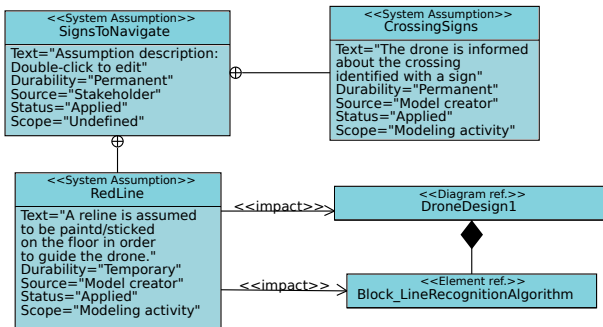 <<System Assumption>>
SignsToNavigate
Text="Assumption description:
Double-click to edit"
Durability="Permanent"
Source="Stakeholder"
Status="Applied"
Scope="Undefined"
<<System Assumption>>
CrossingSigns
Text="The drone is informed
about the crossing
identified with a sign"
Durability="Permanent"
Source="Model creator"
Status="Applied"
Scope="Modeling activity"
<<System Assumption>>
RedLine
Text="A reline is assumed
to be paintd/sticked
on the floor in order
to guide the drone."
Durability="Temporary"
Source="Model creator"
Status="Applied"
Scope="Modeling activity"
<<impact>>
<<Diagram ref.>>
DroneDesign1
<<impact>>
<<Element ref.>>
Block_LineRecognitionAlgorithm